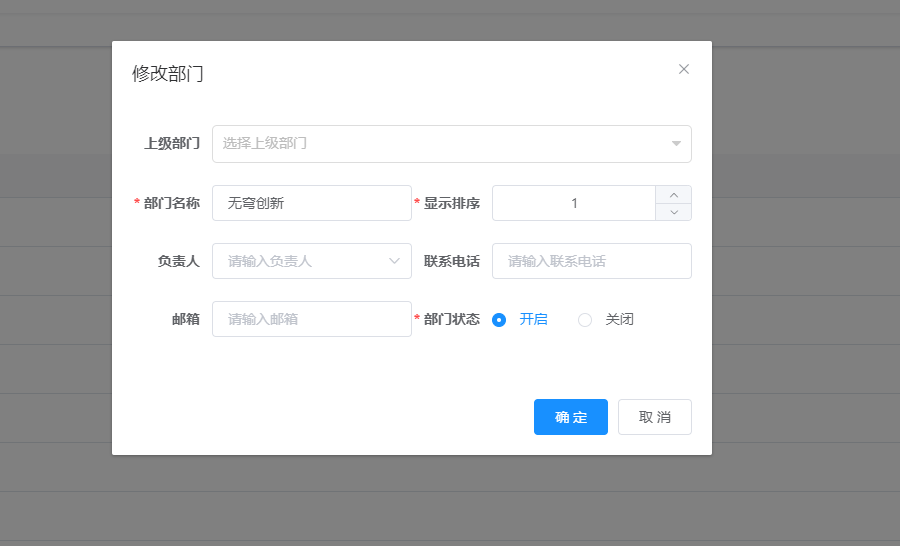 修改部门
上级部门 选择上级部门
* 部门名称 无穹创新 * 显示排序 1
负责人 请输入负责人 联系电话 请输入联系电话
邮箱 请输入邮箱 * 部门状态 开启 关闭
确 定 取 消